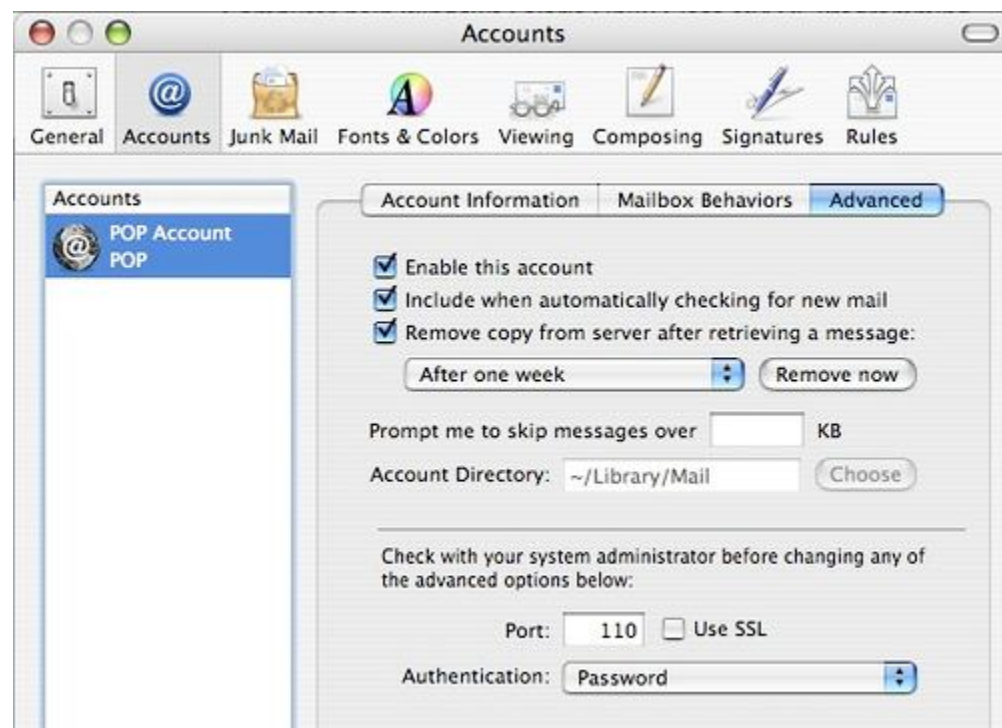 Accounts
General Accounts Junk Mail Fonts & Colors Viewing Composing Signatures Rules
Accounts
POP Account
POP
Account Information Mailbox Behaviors Advanced
Enable this account
Include when automatically checking for new mail
Remove copy from server after retrieving a message:
After one week Remove now
Prompt me to skip messages over KB
Account Directory: ~/Library/Mail Choose
Check with your system administrator before changing any of
the advanced options below:
Port: 110 Use SSL
Authentication: Password